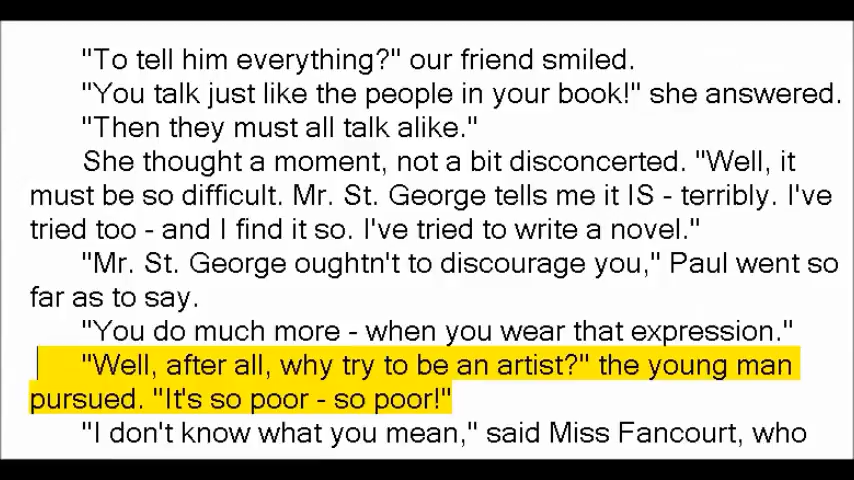 "To tell him everything?" our friend smiled.
"You talk just like the people in your book!" she answered.
"Then they must all talk alike."
She thought a moment, not a bit disconcerted. "Well, it
must be so difficult. Mr. St. George tells me it IS - terribly. I've
tried too - and I find it so. I've tried to write a novel."
"Mr. St. George oughtn't to discourage you," Paul went so
far as to say.
"You do much more - when you wear that expression."
"Well, after all, why try to be an artist?" the young man
pursued. "It's so poor - so poor!"
"I don't know what you mean," said Miss Fancourt, who